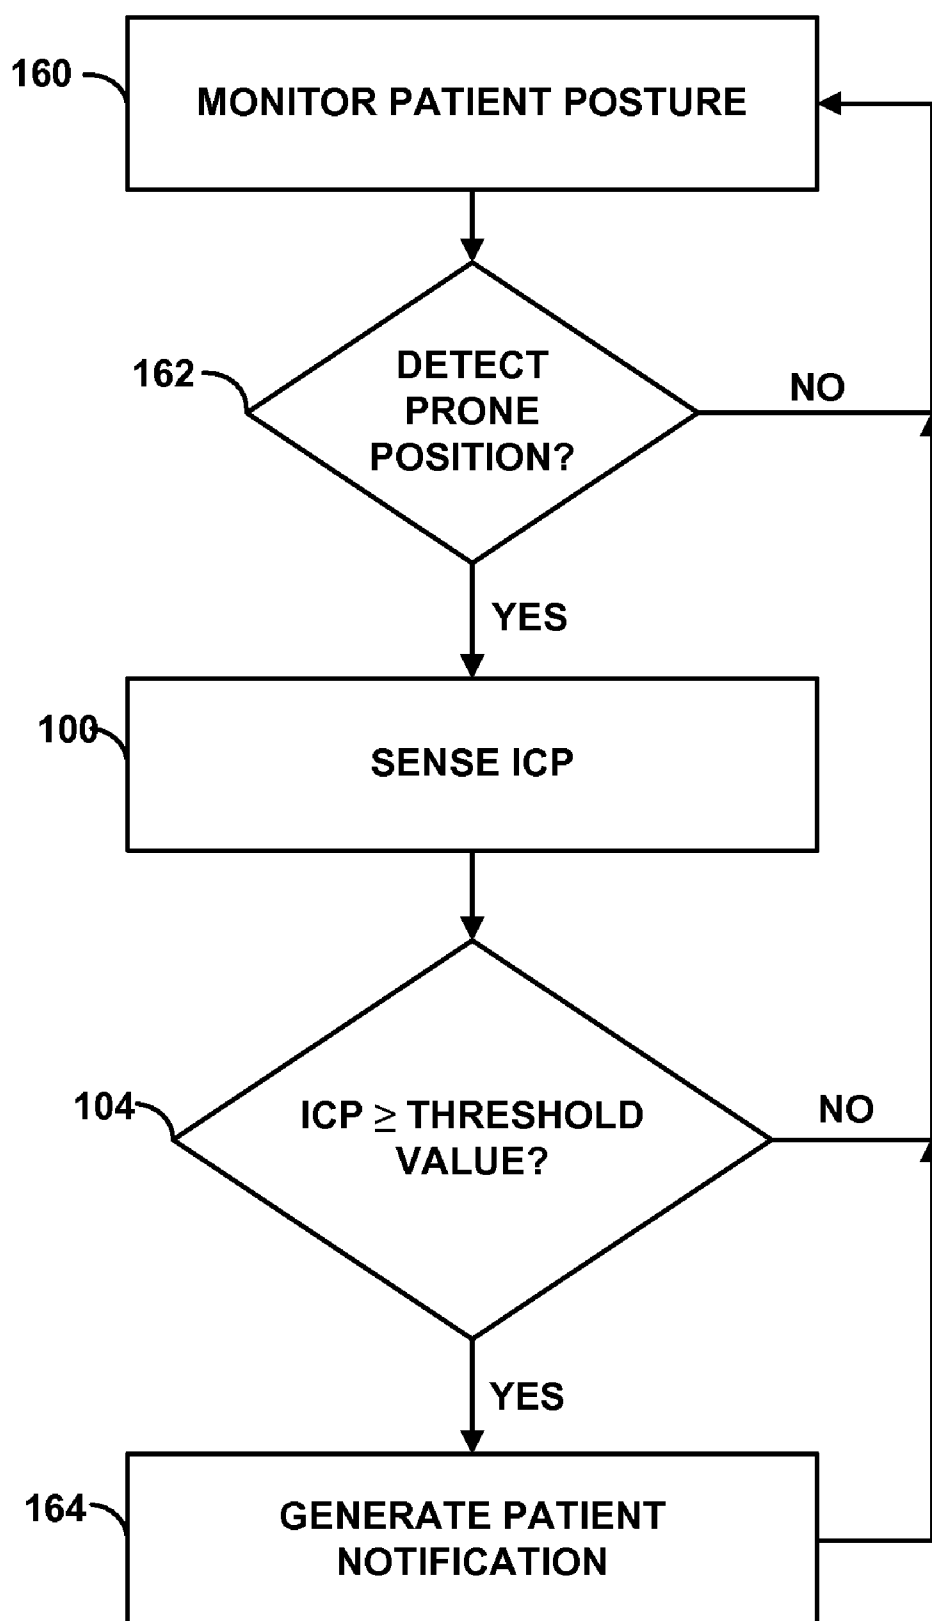 160
MONITOR PATIENT POSTURE
162
DETECT
PRONE
POSITION?
NO
YES
100
SENSE ICP
104
ICP ≥ THRESHOLD
VALUE?
NO
YES
164
GENERATE PATIENT
NOTIFICATION